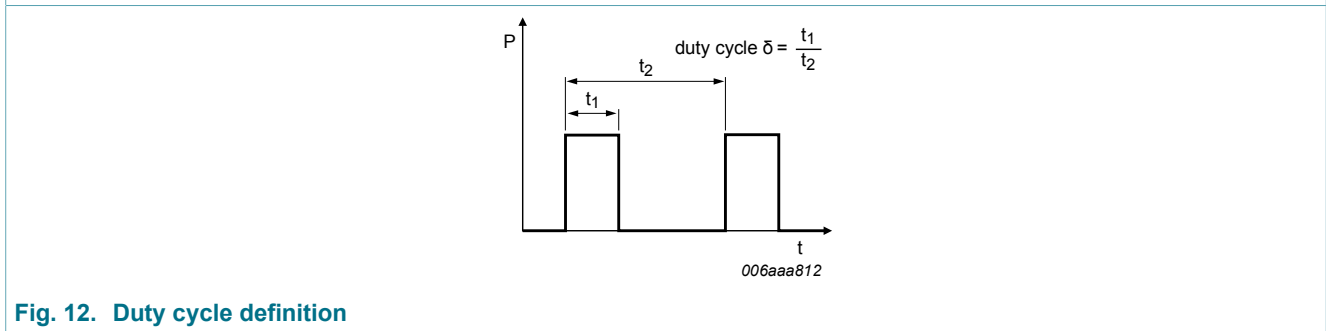 P
duty cycle δ = t1
t2
t2
t1
t
006aaa812
Fig. 12. Duty cycle definition